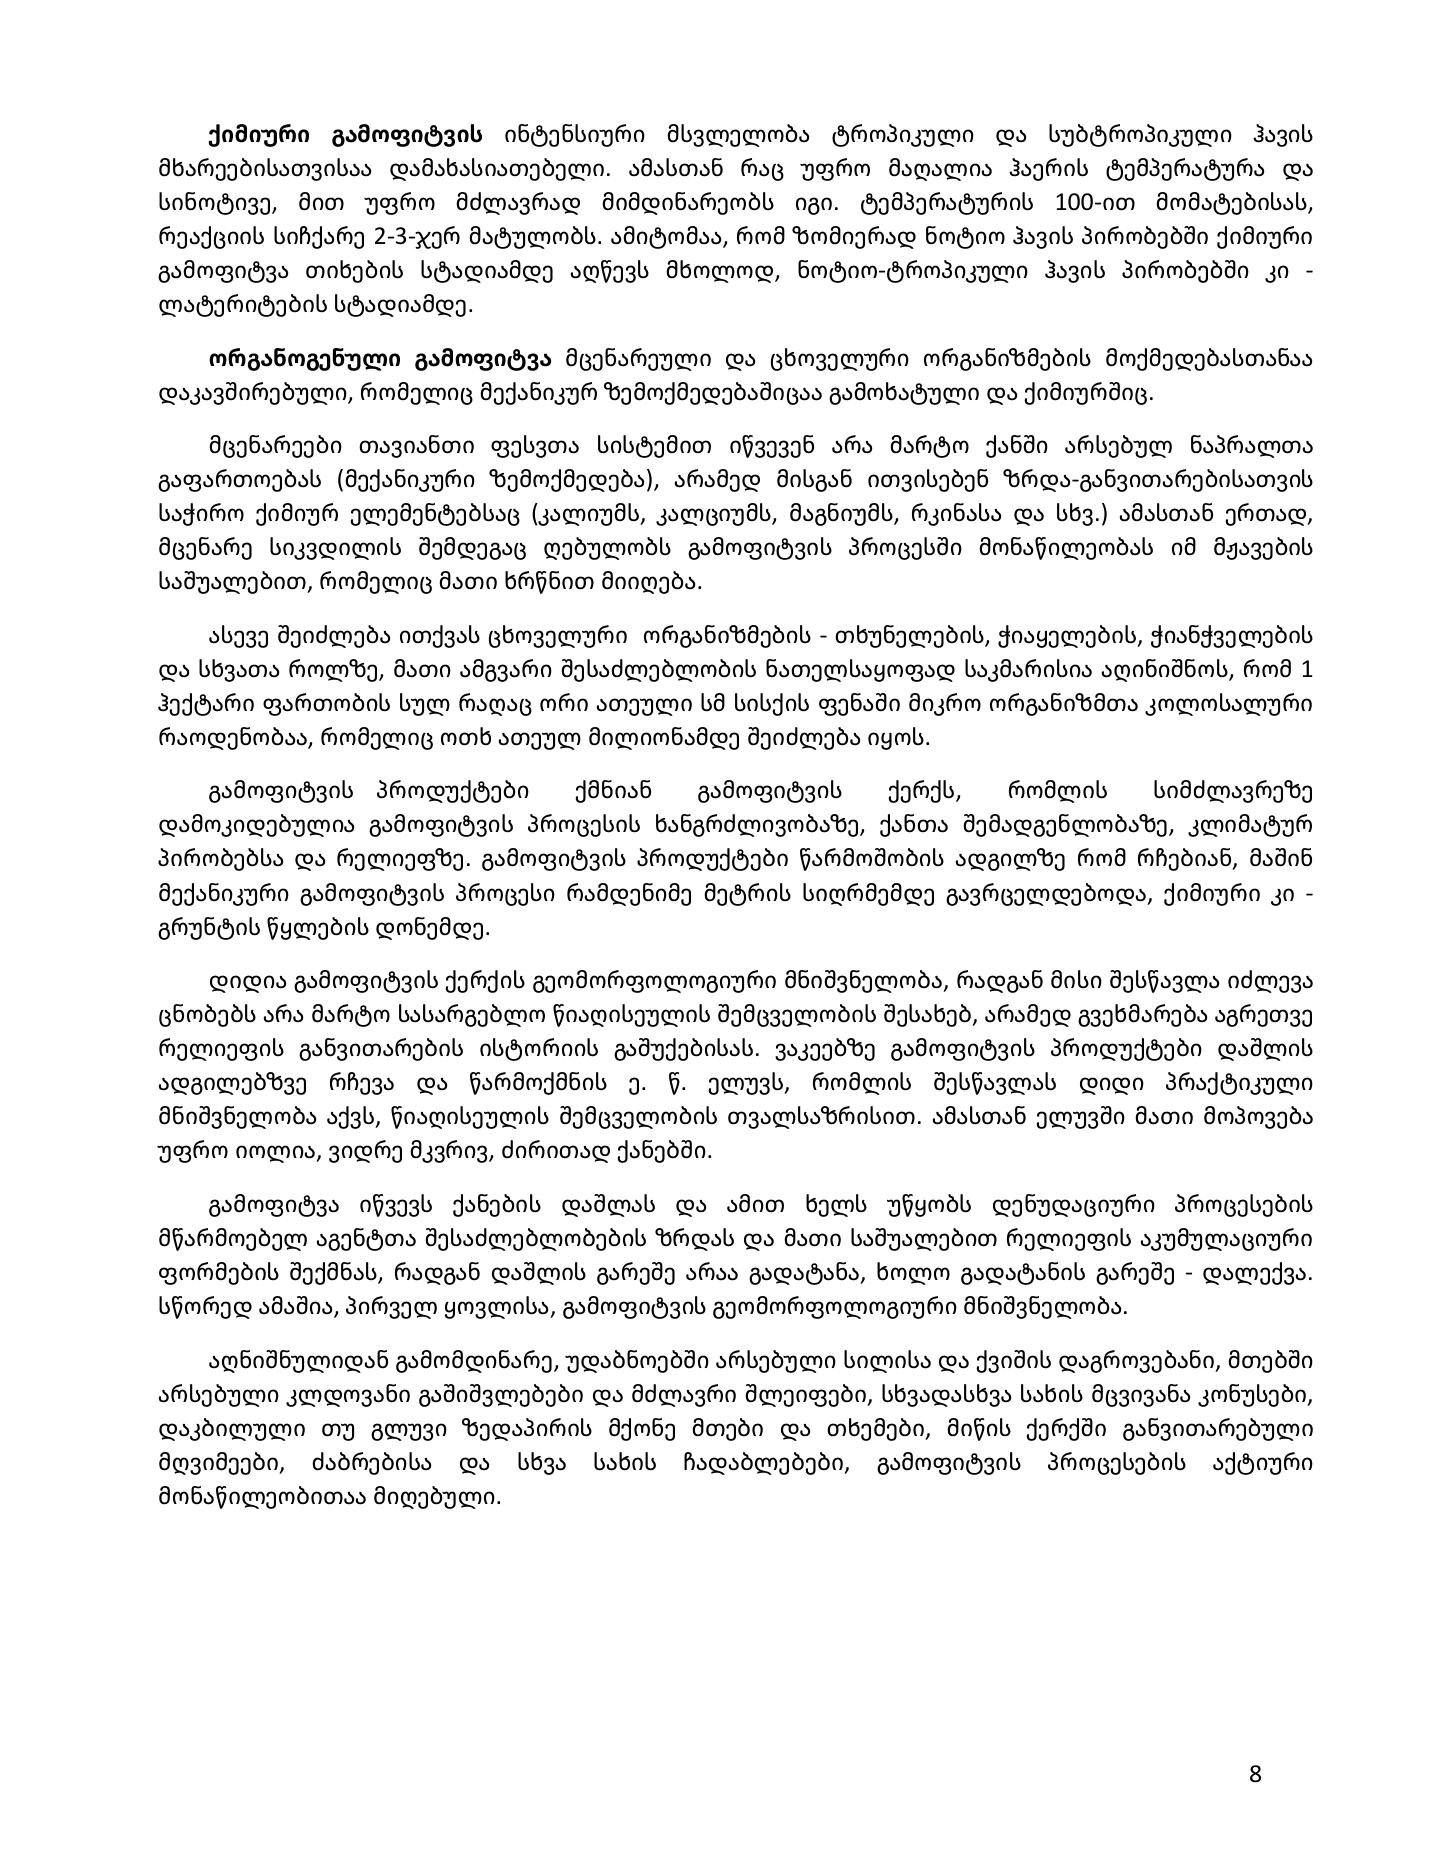 ქიმიური გამოფიტვის ინტენსიური მსვლელობა ტროპიკული და სუბტროპიკული ჰავის
მხარეებისათვისაა დამახასიათებელი. ამასთან რაც უფრო მაღალია ჰაერის ტემპერატურა და
სინოტივე, მით უფრო მძლავრად მიმდინარეობს იგი. ტემპერატურის 100-ით მომატებისას,
რეაქციის სიჩქარე 2-3-ჯერ მატულობს. ამიტომაა, რომ ზომიერად ნოტიო ჰავის პირობებში ქიმიური
გამოფიტვა თიხების სტადიამდე აღწევს მხოლოდ, ნოტიო-ტროპიკული ჰავის პირობებში კი -
ლატერიტების სტადიამდე.
ორგანოგენული გამოფიტვა მცენარეული და ცხოველური ორგანიზმების მოქმედებასთანაა
დაკავშირებული, რომელიც მექანიკურ ზემოქმედებაშიცაა გამოხატული და ქიმიურშიც.
მცენარეები თავიანთი ფესვთა სისტემით იწვევენ არა მარტო ქანში არსებულ ნაპრალთა
გაფართოებას (მექანიკური ზემოქმედება), არამედ მისგან ითვისებენ ზრდა-განვითარებისათვის
საჭირო ქიმიურ ელემენტებსაც (კალიუმს, კალციუმს, მაგნიუმს, რკინასა და სხვ.) ამასთან ერთად,
მცენარე სიკვდილის შემდეგაც ღებულობს გამოფიტვის პროცესში მონაწილეობას იმ მჟავების
საშუალებით, რომელიც მათი ხრწნით მიიღება.
ასევე შეიძლება ითქვას ცხოველური ორგანიზმების - თხუნელების, ჭიაყელების, ჭიანჭველების
და სხვათა როლზე, მათი ამგვარი შესაძლებლობის ნათელსაყოფად საკმარისია აღინიშნოს, რომ 1
ჰექტარი ფართობის სულ რაღაც ორი ათეული სმ სისქის ფენაში მიკრო ორგანიზმთა კოლოსალური
რაოდენობაა, რომელიც ოთხ ათეულ მილიონამდე შეიძლება იყოს.
გამოფიტვის პროდუქტები ქმნიან გამოფიტვის ქერქს, რომლის სიმძლავრეზე
დამოკიდებულია გამოფიტვის პროცესის ხანგრძლივობაზე, ქანთა შემადგენლობაზე, კლიმატურ
პირობებსა და რელიეფზე. გამოფიტვის პროდუქტები წარმოშობის ადგილზე რომ რჩებიან, მაშინ
მექანიკური გამოფიტვის პროცესი რამდენიმე მეტრის სიღრმემდე გავრცელდებოდა, ქიმიური კი -
გრუნტის წყლების დონემდე.
დიდია გამოფიტვის ქერქის გეომორფოლოგიური მნიშვნელობა, რადგან მისი შესწავლა იძლევა
ცნობებს არა მარტო სასარგებლო წიაღისეულის შემცველობის შესახებ, არამედ გვეხმარება აგრეთვე
რელიეფის განვითარების ისტორიის გაშუქებისას. ვაკეებზე გამოფიტვის პროდუქტები დაშლის
ადგილებზვე რჩევა და წარმოქმნის ე. წ. ელუვს, რომლის შესწავლას დიდი პრაქტიკული
მნიშვნელობა აქვს, წიაღისეულის შემცველობის თვალსაზრისით. ამასთან ელუვში მათი მოპოვება
უფრო იოლია, ვიდრე მკვრივ, ძირითად ქანებში.
გამოფიტვა იწვევს ქანების დაშლას და ამით ხელს უწყობს დენუდაციური პროცესების
მწარმოებელ აგენტთა შესაძლებლობების ზრდას და მათი საშუალებით რელიეფის აკუმულაციური
ფორმების შექმნას, რადგან დაშლის გარეშე არაა გადატანა, ხოლო გადატანის გარეშე - დალექვა.
სწორედ ამაშია, პირველ ყოვლისა, გამოფიტვის გეომორფოლოგიური მნიშვნელობა.
აღნიშნულიდან გამომდინარე, უდაბნოებში არსებული სილისა და ქვიშის დაგროვებანი, მთებში
არსებული კლდოვანი გაშიშვლებები და მძლავრი შლეიფები, სხვადასხვა სახის მცვივანა კონუსები,
დაკბილული თუ გლუვი ზედაპირის მქონე მთები და თხემები, მიწის ქერქში განვითარებული
მღვიმეები, ძაბრებისა და სხვა სახის ჩადაბლებები, გამოფიტვის პროცესების აქტიური
მონაწილეობითაა მიღებული.
8